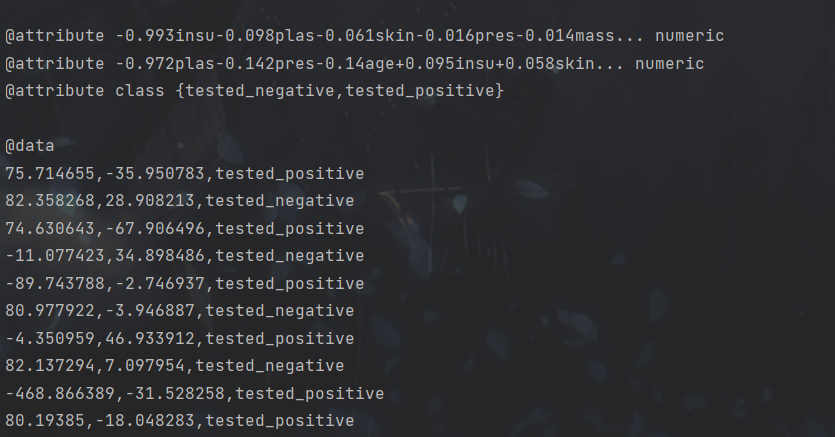 @attribute -0.993insu-0.098plas-0.061skin-0.016pres-0.014mass... numeric
@attribute -0.972plas-0.142pres-0.14age+0.095insu+0.058skin... numeric
@attribute class {tested_negative,tested_positive}
@data
75.714655,-35.950783,tested_positive
82.358268,28.908213,tested_negative
74.630643,-67.906496,tested_positive
-11.077423,34.898486,tested_negative
-89.743788,-2.746937,tested_positive
80.977922,-3.946887,tested_negative
-4.350959,46.933912,tested_positive
82.137294,7.097954,tested_negative
-468.866389,-31.528258,tested_positive
80.19385,-18.048283,tested_positive